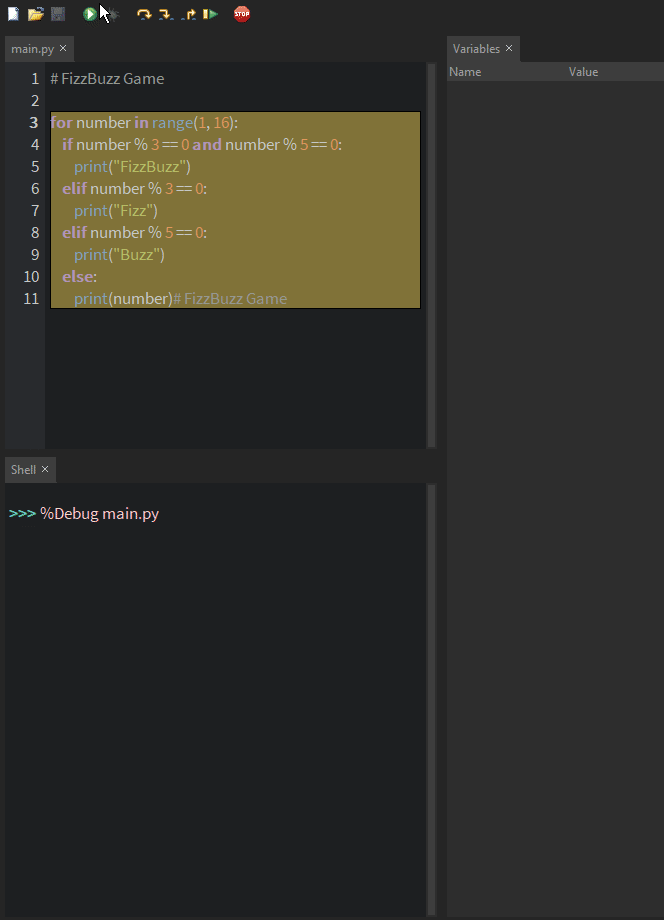 STOP
main.py ×
1 # FizzBuzz Game
2
3 for number in range(1, 16):
4 if number % 3 == 0 and number % 5 == 0:
5 print("FizzBuzz")
6 elif number % 3 == 0:
7 print("Fizz")
8 elif number % 5 == 0:
9 print("Buzz")
10 else:
11 print(number)# FizzBuzz Game
Variables ×
Name Value
Shell ×
>>> %Debug main.py